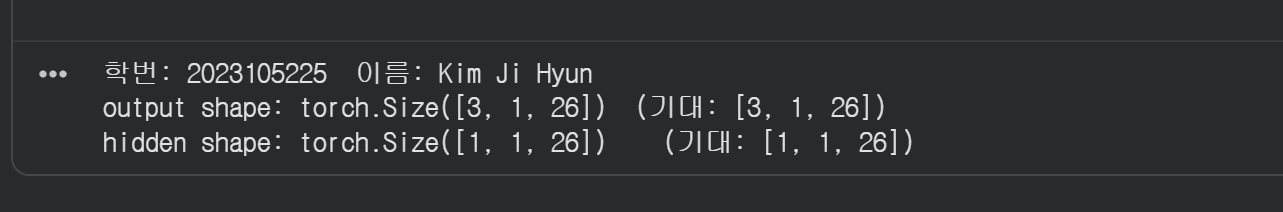 학번: 2023105225 이름: Kim Ji Hyun
output shape: torch.Size([3, 1, 26]) (기대: [3, 1, 26])
hidden shape: torch.Size([1, 1, 26]) (기대: [1, 1, 26])